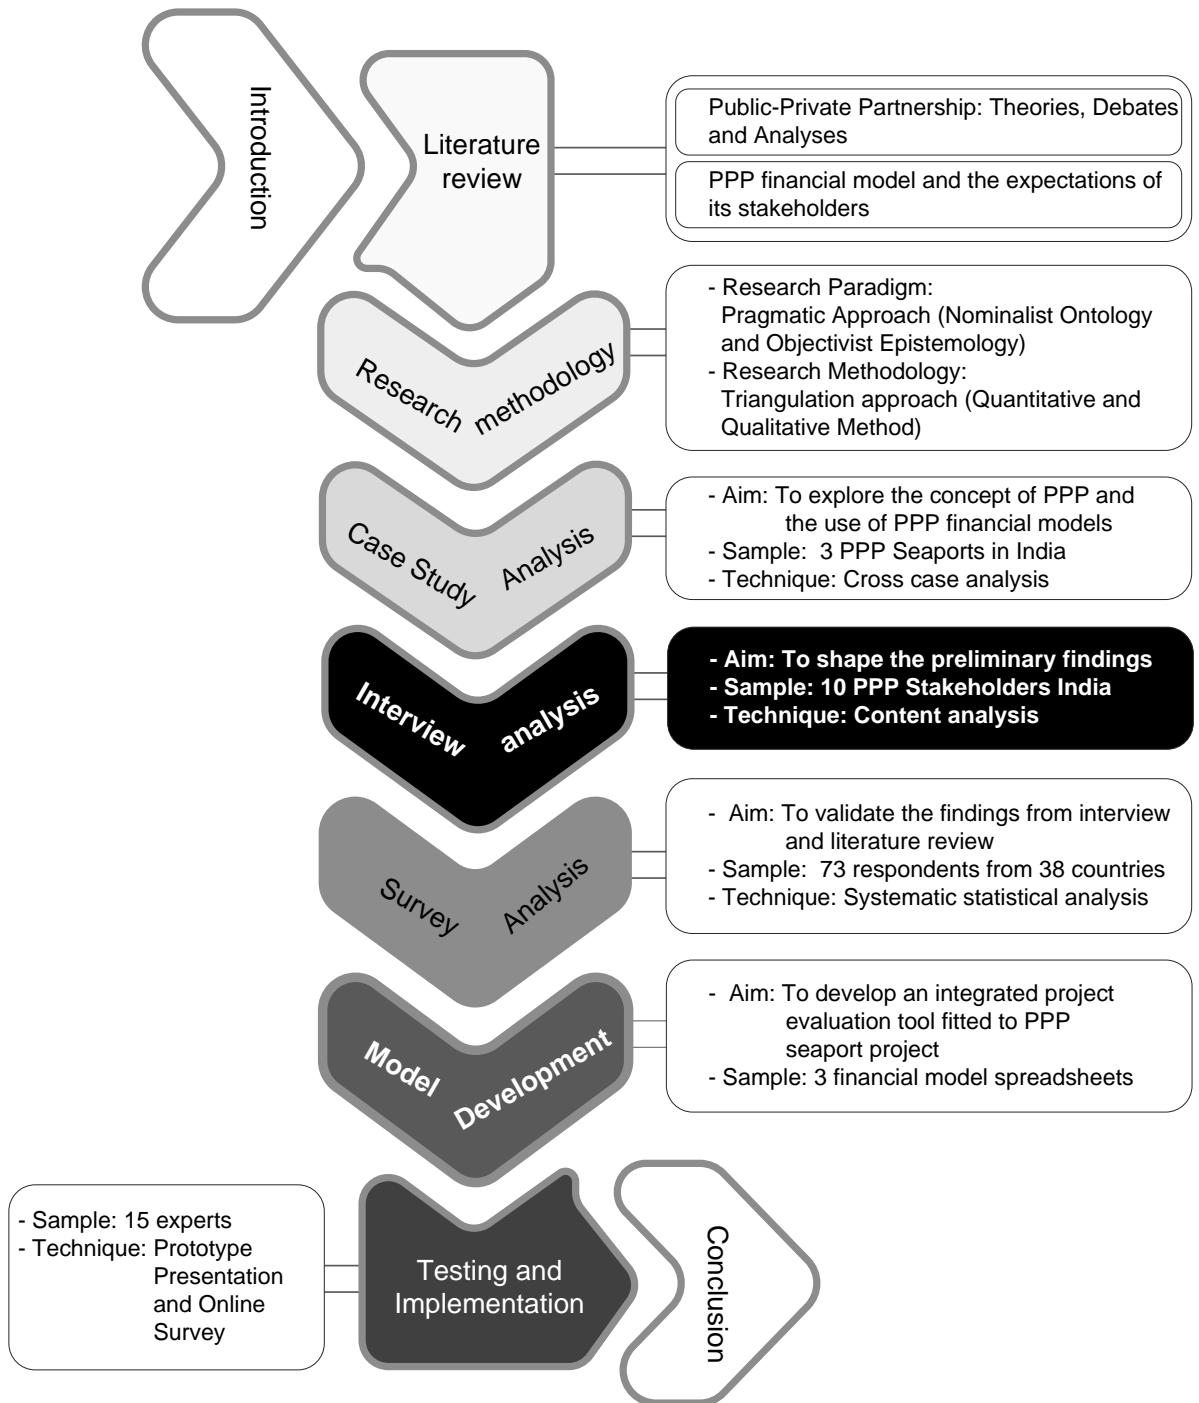 Introduction
Literature
review
Public-Private Partnership: Theories, Debates
and Analyses
PPP financial model and the expectations of
its stakeholders
Research methodology
- Research Paradigm:
Pragmatic Approach (Nominalist Ontology
and Objectivist Epistemology)
- Research Methodology:
Triangulation approach (Quantitative and
Qualitative Method)
Case Study Analysis
- Aim: To explore the concept of PPP and
the use of PPP financial models
- Sample: 3 PPP Seaports in India
- Technique: Cross case analysis
Interview analysis
- Aim: To shape the preliminary findings
- Sample: 10 PPP Stakeholders India
- Technique: Content analysis
Survey Analysis
- Aim: To validate the findings from interview
and literature review
- Sample: 73 respondents from 38 countries
- Technique: Systematic statistical analysis
Model Development
- Aim: To develop an integrated project
evaluation tool fitted to PPP
seaport project
- Sample: 3 financial model spreadsheets
- Sample: 15 experts
- Technique: Prototype
Presentation
and Online
Survey
Testing and
Implementation
Conclusion